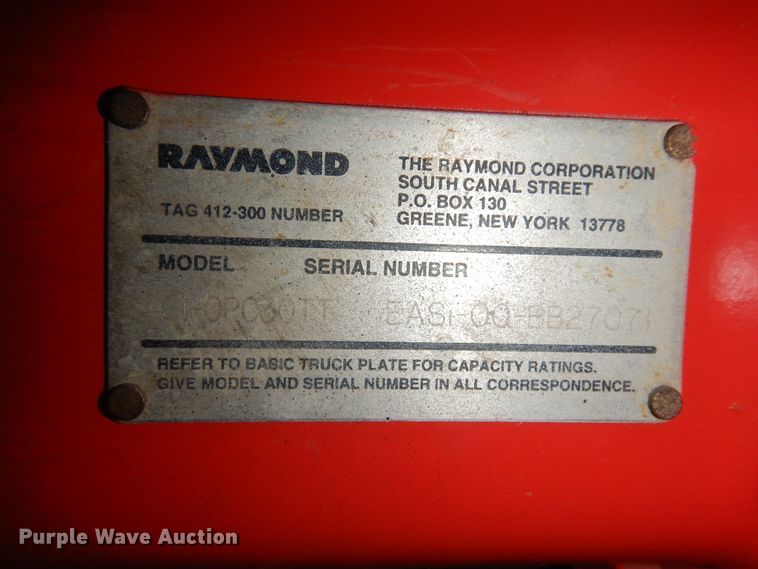 RAYMOND
THE RAYMOND CORPORATION
SOUTH CANAL STREET
P.O. BOX 130
GREENE, NEW YORK 13778
TAG 412-300 NUMBER
MODEL SERIAL NUMBER
REFER TO BASIC TRUCK PLATE FOR CAPACITY RATINGS.
GIVE MODEL AND SERIAL NUMBER IN ALL CORRESPONDENCE.
Purple Wave Auction